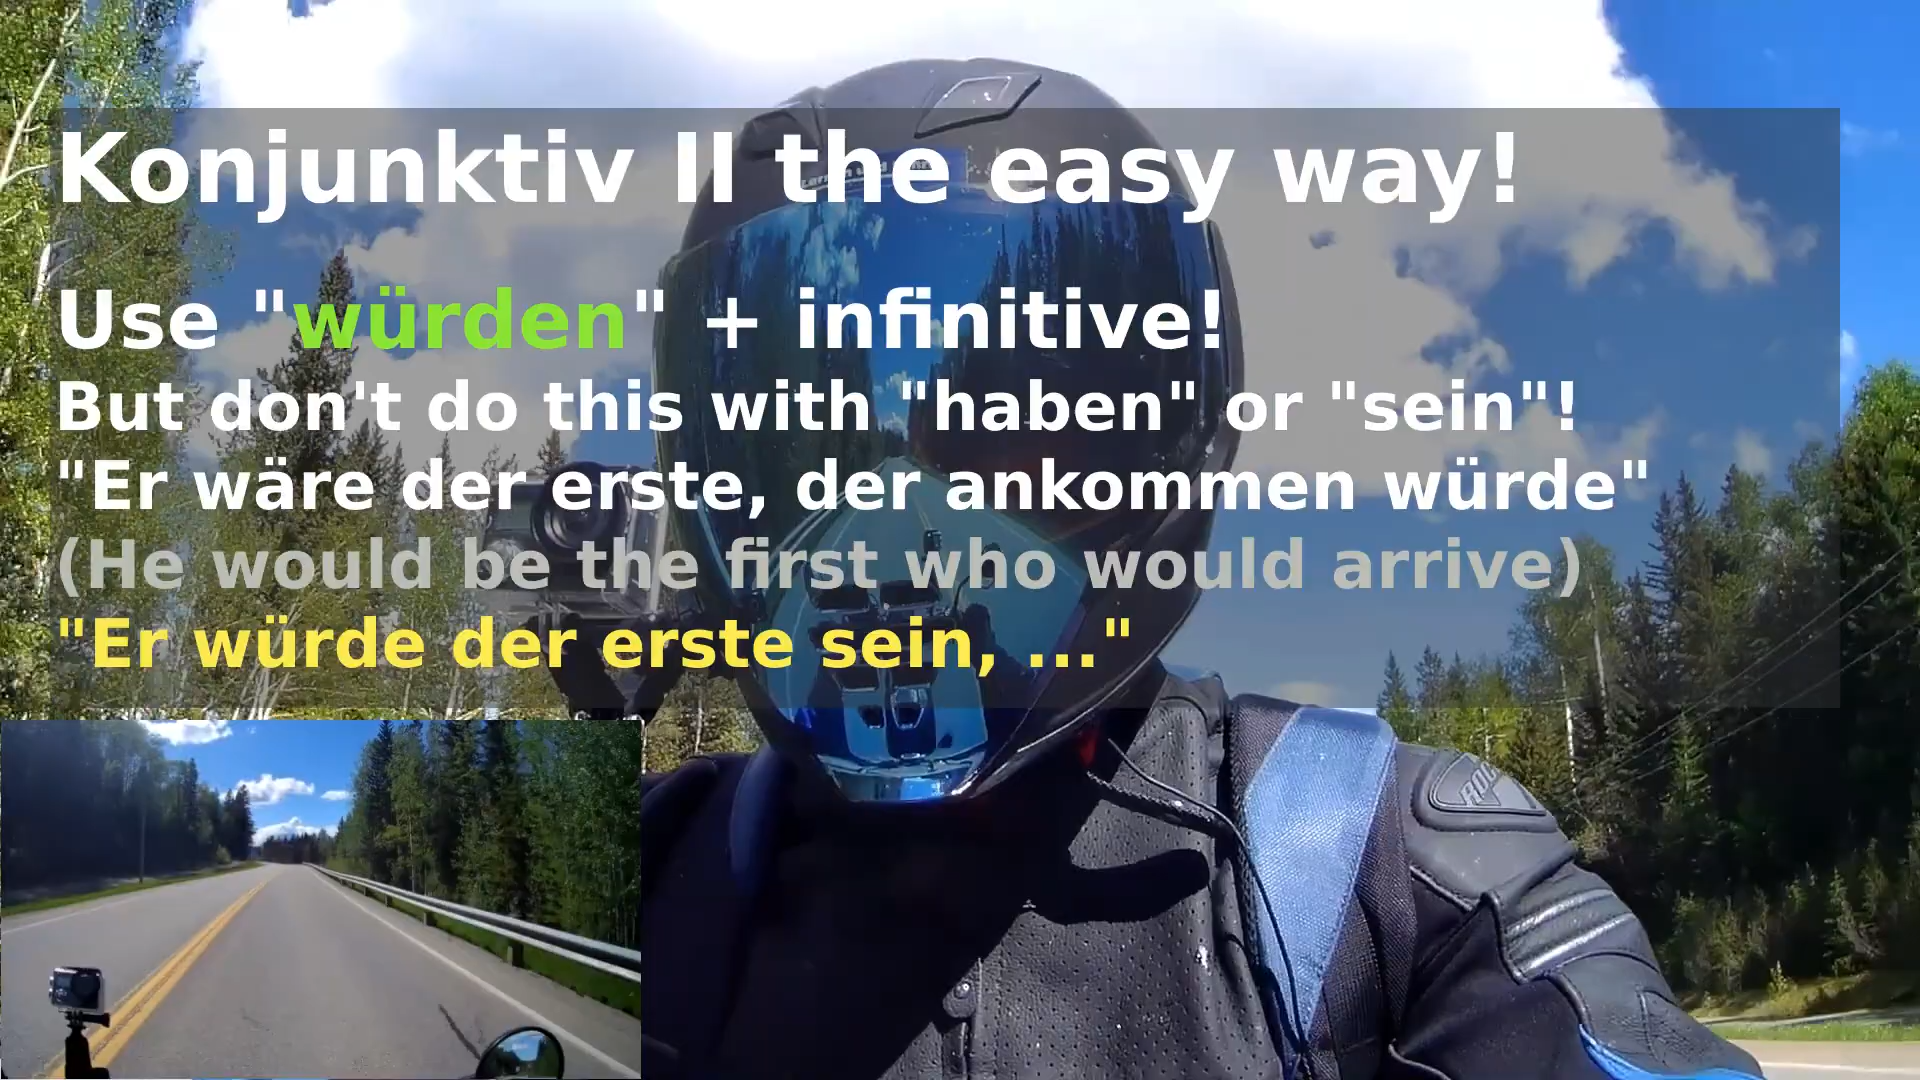 Konjunktiv II the easy way!
Use "würden" + infinitive!
But don't do this with "haben" or "sein"!
"Er wäre der erste, der ankommen würde"
(He would be the first who would arrive)
"Er würde der erste sein, ..."